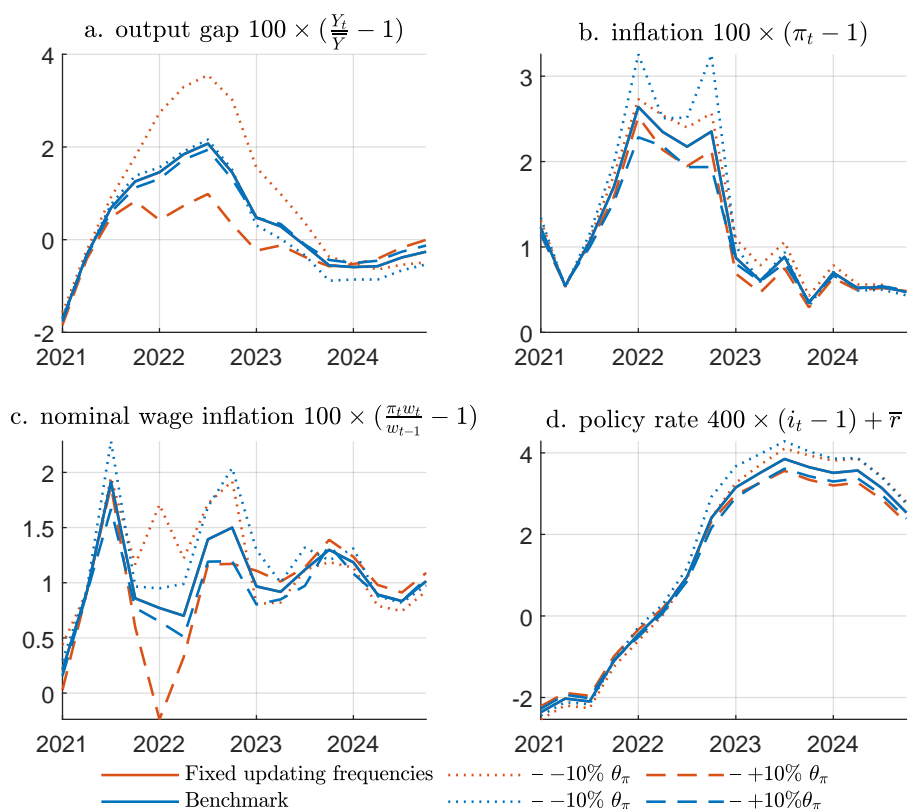 a. output gap 100 × (Y_t/Y̅ − 1)
b. inflation 100 × (π_t − 1)
4
2
0
-2
2021 2022 2023 2024
3
2
1
0
2021 2022 2023 2024
c. nominal wage inflation 100 × (π_t w_t/w_{t−1} − 1)
d. policy rate 400 × (i_t − 1) + r̅
2
1.5
1
0.5
0
2021 2022 2023 2024
4
2
0
-2
2021 2022 2023 2024
Fixed updating frequencies – −10% θ_π – +10% θ_π
Benchmark – −10% θ_π – +10%θ_π